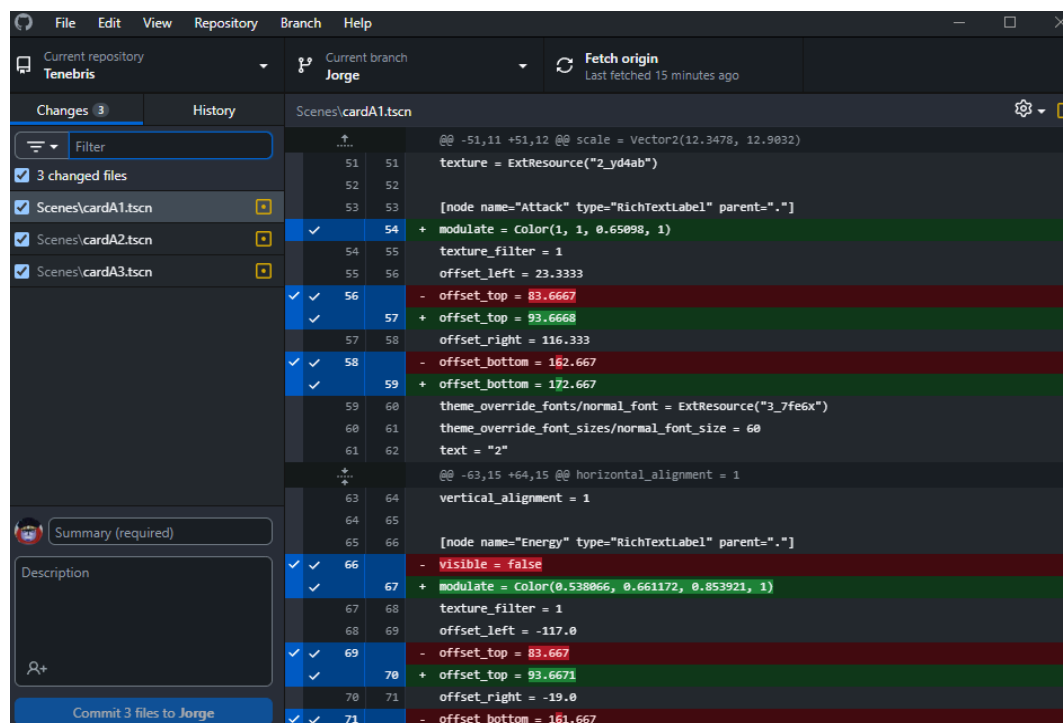 File Edit View Repository Branch Help
Current repository
Tenebris
Current branch
Jorge
Fetch origin
Last fetched 15 minutes ago
Changes 3 History
Filter
3 changed files
Scenes\cardA1.tscn
Scenes\cardA2.tscn
Scenes\cardA3.tscn
Summary (required)
Description
Commit 3 files to Jorge
Scenes\cardA1.tscn
@@ -51,11 +51,12 @@ scale = Vector2(12.3478, 12.9032)
51 51 texture = ExtResource("2_yd4ab")
52 52
53 53 [node name="Attack" type="RichTextLabel" parent="."]
54 + modulate = Color(1, 1, 0.65098, 1)
54 55 texture_filter = 1
55 56 offset_left = 23.3333
56 - offset_top = 83.6667
57 + offset_top = 93.6668
57 58 offset_right = 116.333
58 - offset_bottom = 162.667
59 + offset_bottom = 172.667
59 60 theme_override_fonts/normal_font = ExtResource("3_7fe6x")
60 61 theme_override_font_sizes/normal_font_size = 60
61 62 text = "2"
@@ -63,15 +64,15 @@ horizontal_alignment = 1
63 64 vertical_alignment = 1
64 65
65 66 [node name="Energy" type="RichTextLabel" parent="."]
66 - visible = false
67 + modulate = Color(0.538066, 0.661172, 0.853921, 1)
67 68 texture_filter = 1
68 69 offset_left = -117.0
69 - offset_top = 83.667
70 + offset_top = 93.6671
70 71 offset_right = -19.0
71 - offset_bottom = 161.667